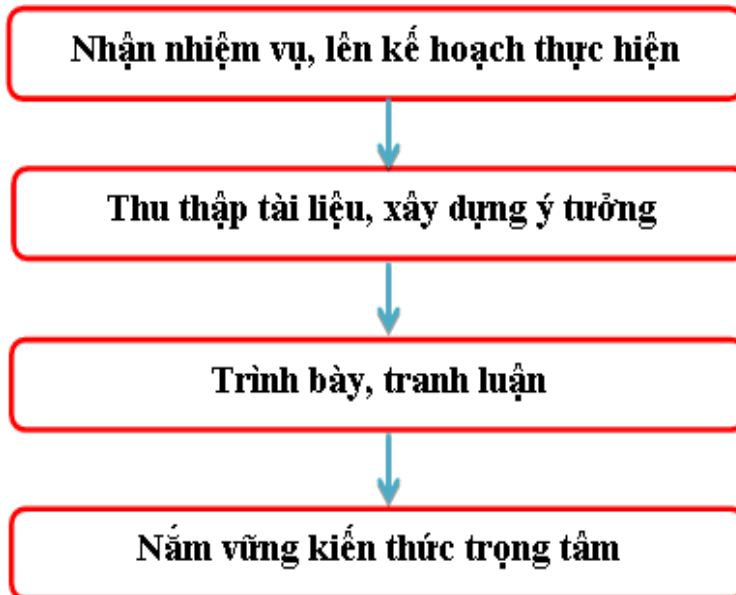 Nhận nhiệm vụ, lên kế hoạch thực hiện
Thu thập tài liệu, xây dựng ý tưởng
Trình bày, tranh luận
Nắm vững kiến thức trọng tâm